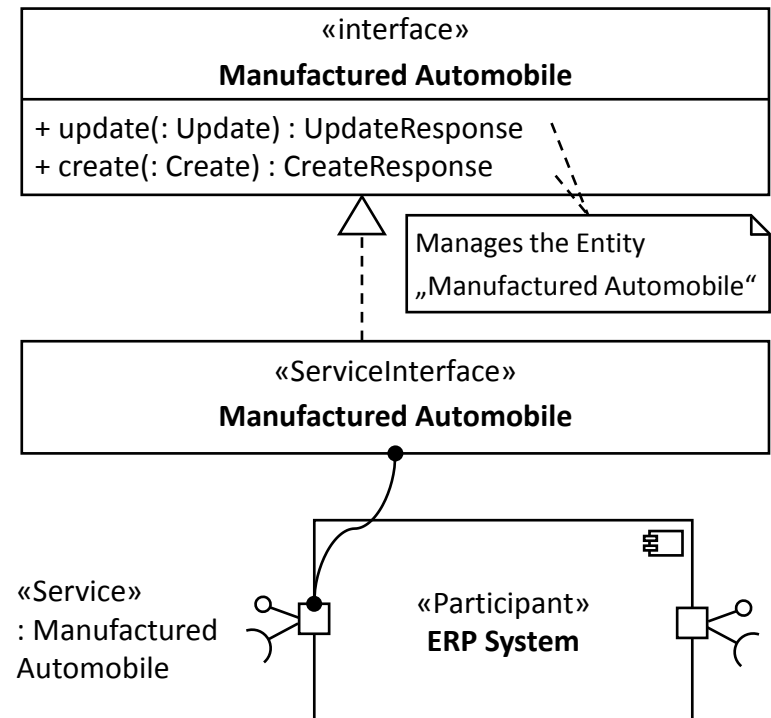 «interface»
Manufactured Automobile
+ update(: Update) : UpdateResponse
+ create(: Create) : CreateResponse
Manages the Entity
„Manufactured Automobile“
«ServiceInterface»
Manufactured Automobile
«Service»
: Manufactured
Automobile
«Participant»
ERP System